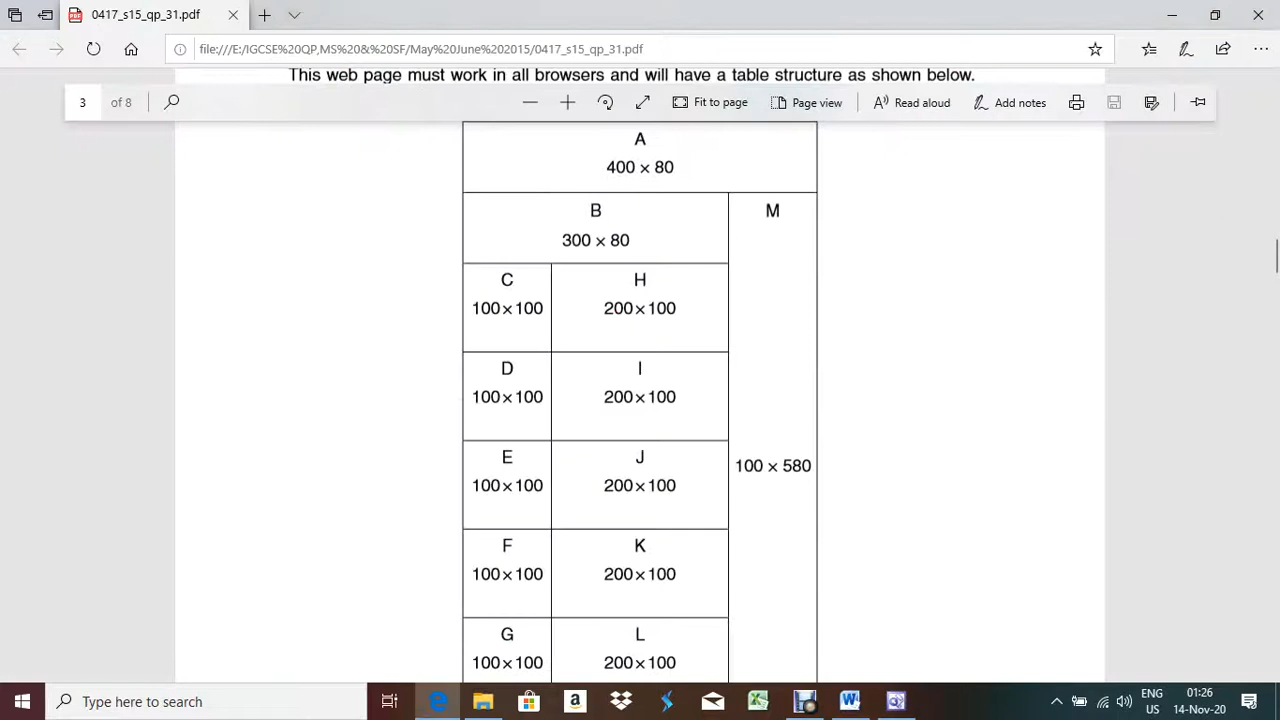 0417_s15_qp_31.pdf
file:///E:/IGCSE%20QP,MS%20&%20SF/May%20June%202015/0417_s15_qp_31.pdf
This web page must work in all browsers and will have a table structure as shown below.
3 of 8
Fit to page
Page view
Read aloud
Add notes
A
400 × 80
B
300 × 80
M
100 × 580
C
100×100
H
200×100
D
100×100
I
200×100
E
100×100
J
200×100
F
100×100
K
200×100
G
100×100
L
200×100
Type here to search
ENG
US
01:26
14-Nov-20